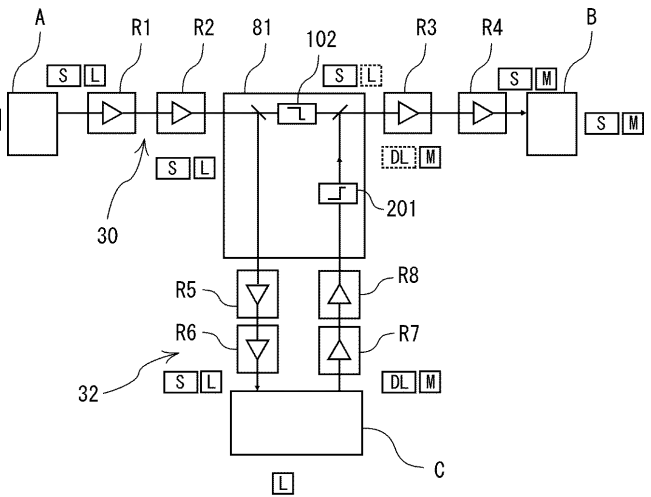 A R1 R2 81 102 R3 R4 B
S L S L S M
S M
S L DL M
30 201
R5 R8
R6 R7
32 S L DL M
C
L